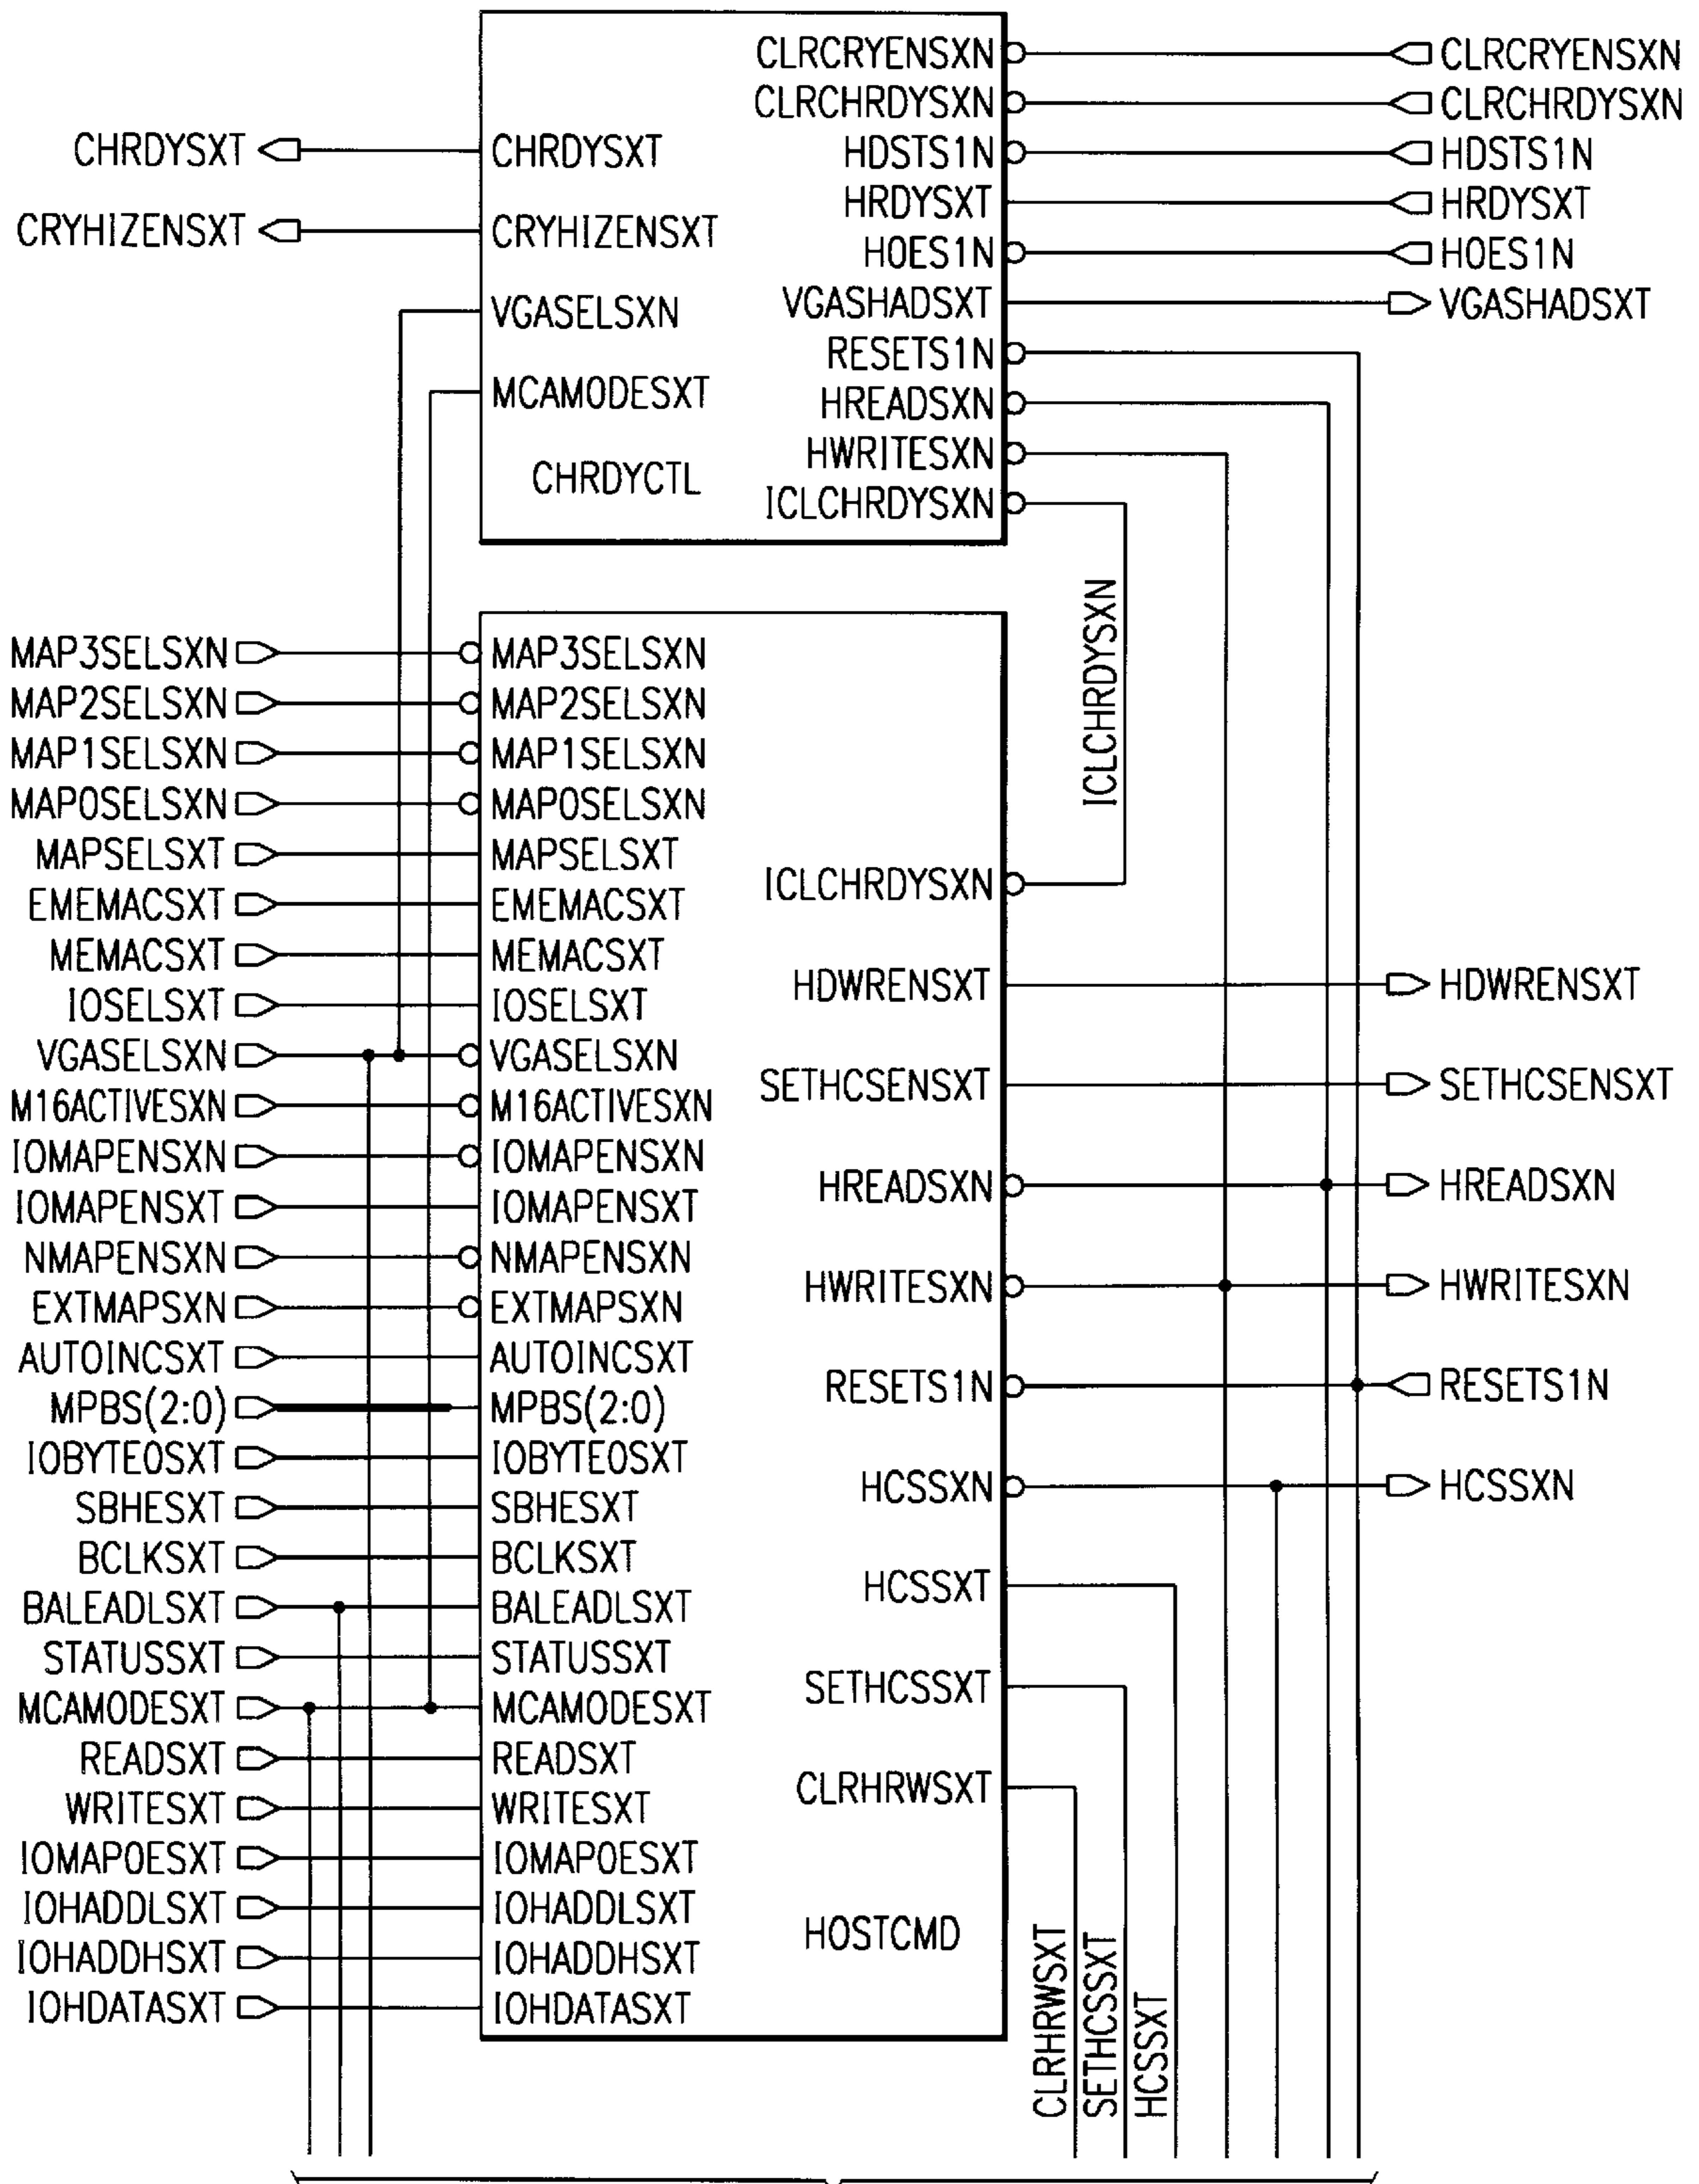 CLRCRYENSXN CLRCRYENSXN
CLRCHRDYSXN CLRCHRDYSXN
CHRDYSXT CHRDYSXT HDSTS1N HDSTS1N
HRDYSXT HRDYSXT
CRYHIZENSXT CRYHIZENSXT
HOES1N HOES1N
VGASELSXN VGASHADSXT VGASHADSXT
RESETS1N
MCAMODESXT HREADSXN
HWRITESXN
CHRDYCTL
ICLCHRDYSXN
ICLCHRDYSXN
MAP3SELSXN MAP3SELSXN
MAP2SELSXN MAP2SELSXN
MAP1SELSXN MAP1SELSXN
MAP0SELSXN MAP0SELSXN
MAPSELSXT MAPSELSXT
ICLCHRDYSXN
EMEMACSXT EMEMACSXT
MEMACSXT MEMACSXT
HDWRENSXT HDWRENSXT
IOSELSXT IOSELSXT
VGASELSXN VGASELSXN
SETHCSENSXT SETHCSENSXT
M16ACTIVESXN M16ACTIVESXN
IOMAPENSXN IOMAPENSXN
HREADSXN HREADSXN
IOMAPENSXT IOMAPENSXT
NMAPENSXN NMAPENSXN
HWRITESXN HWRITESXN
EXTMAPSXN EXTMAPSXN
AUTOINCSXT AUTOINCSXT
RESETS1N RESETS1N
MPBS(2:0) MPBS(2:0)
IOBYTE0SXT IOBYTE0SXT
HCSSXN HCSSXN
SBHESXT SBHESXT
BCLKSXT BCLKSXT
HCSSXT
BALEADLSXT BALEADLSXT
STATUSSXT STATUSSXT
SETHCSSXT
MCAMODESXT MCAMODESXT
READSXT READSXT
CLRHRWSXT
WRITESXT WRITESXT
IOMAPOESXT IOMAPOESXT
IOHADDLSXT IOHADDLSXT
HOSTCMD
IOHADDHSXT IOHADDHSXT
IOHDATASXT IOHDATASXT
CLRHRWSXT
SETHCSSXT
HCSSXT